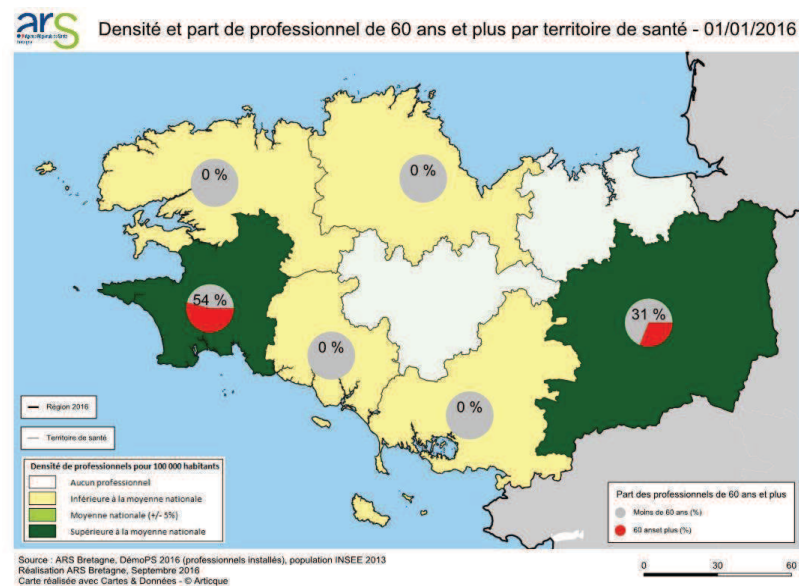 ars
Densité et part de professionnel de 60 ans et plus par territoire de santé - 01/01/2016
0 %
0 %
54 %
31 %
0 %
0 %
Région 2016
Territoire de santé
Densité de professionnels pour 100 000 habitants
Aucun professionnel
Inférieure à la moyenne nationale
Moyenne nationale (+/- 5%)
Supérieure à la moyenne nationale
Part des professionnels de 60 ans et plus
Moins de 60 ans (%)
60 anset plus (%)
0 30 60
Source : ARS Bretagne, DémoPS 2016 (professionnels installés), population INSEE 2013
Réalisation ARS Bretagne, Septembre 2016
Carte réalisée avec Cartes & Données - © Articque